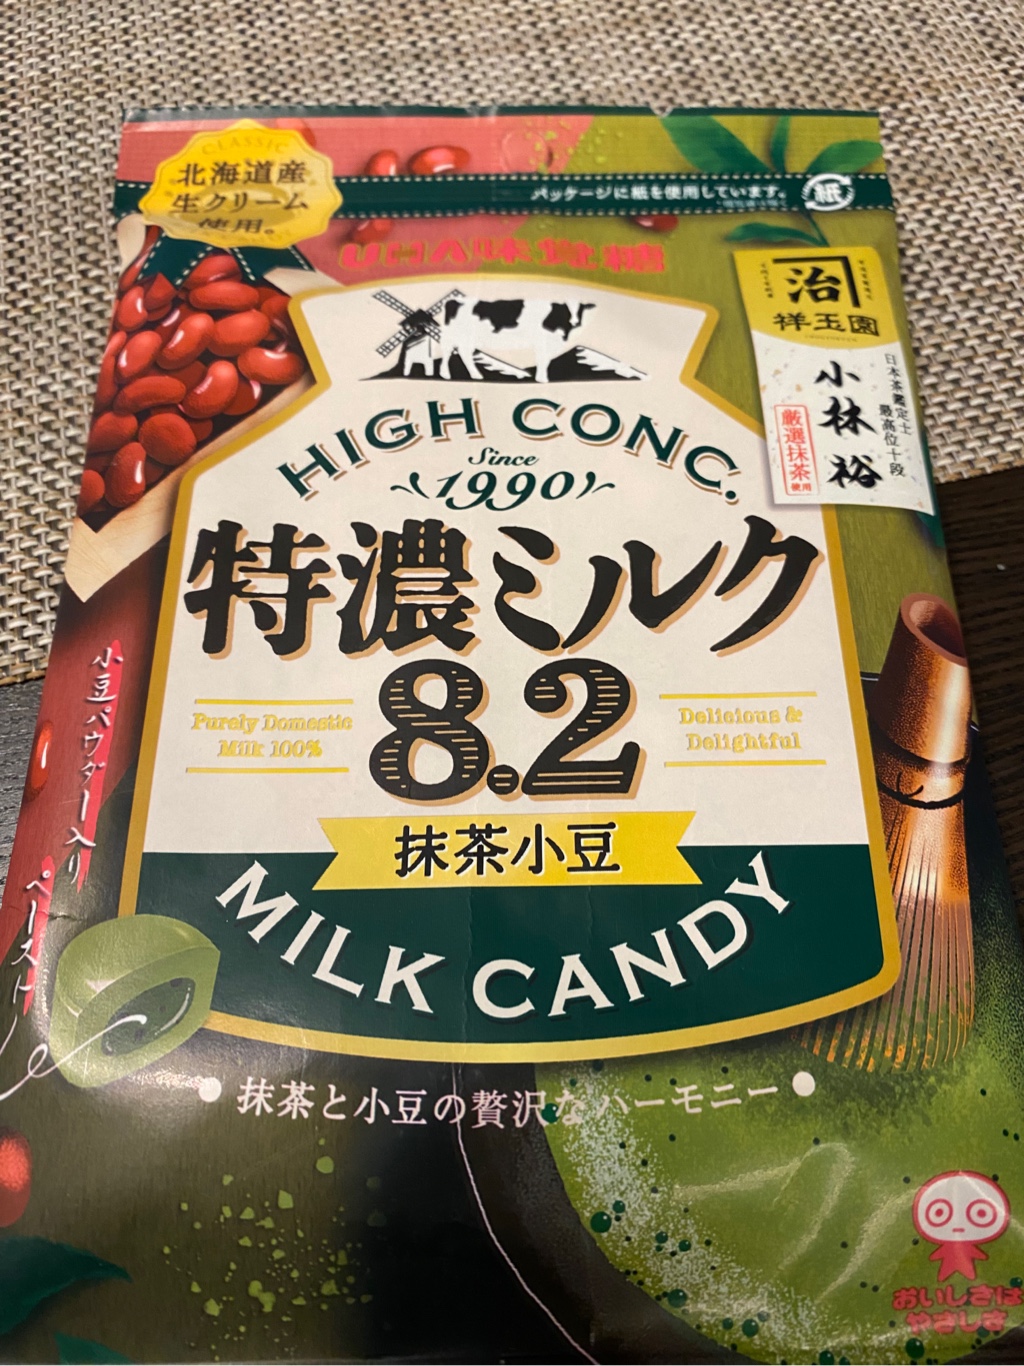 CLASSIC
北海道産
生クリーム
使用。
パッケージに紙を使用しています。
紙
UHA味覚糖
治
祥玉園
日本茶鑑定士
最高位十段
小林裕
厳選抹茶
使用
HIGH CONC.
Since
1990
特濃ミルク
8.2
Purely Domestic
Milk 100%
Delicious &
Delightful
抹茶小豆
MILK CANDY
小豆パウダー入り
ペースト
抹茶と小豆の贅沢なハーモニー
おいしさは
やさしさ